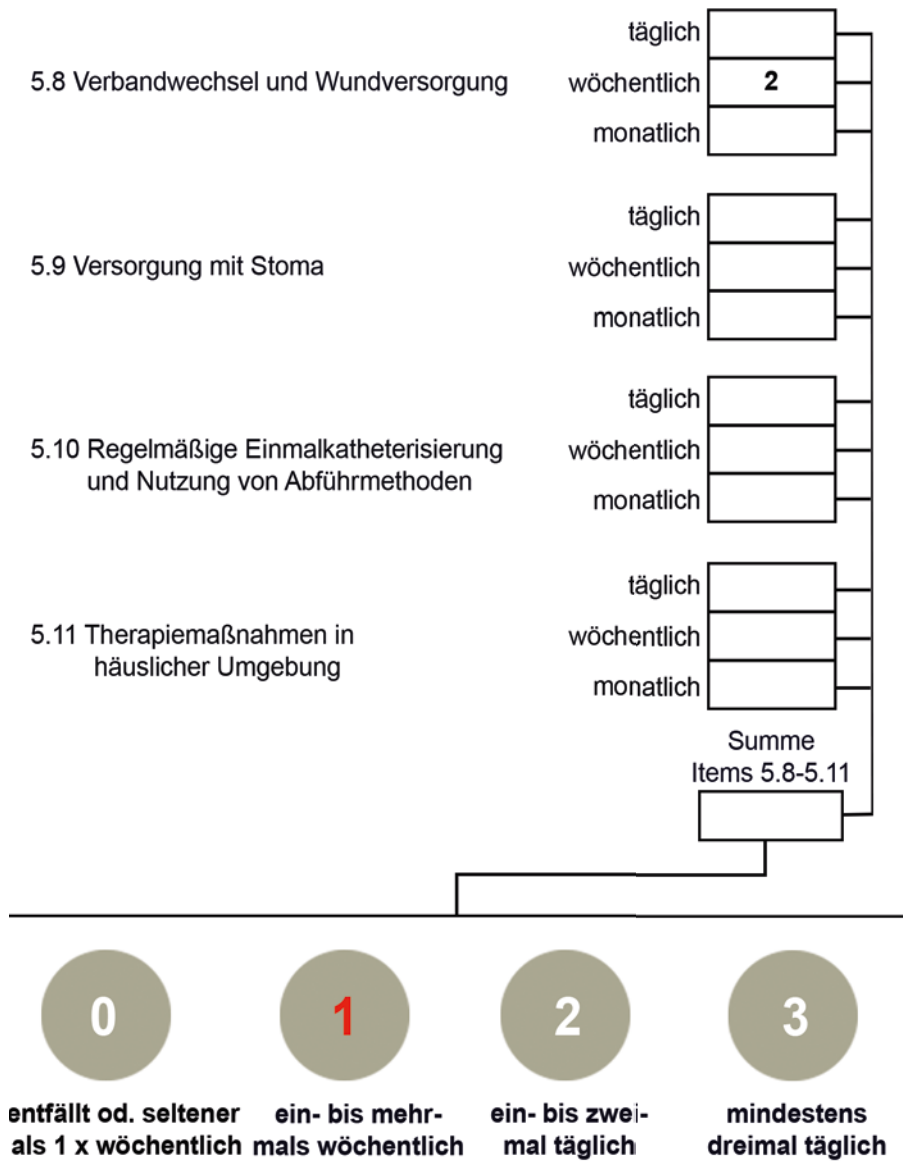 täglich
5.8 Verbandwechsel und Wundversorgung wöchentlich 2
monatlich
täglich
5.9 Versorgung mit Stoma wöchentlich
monatlich
täglich
5.10 Regelmäßige Einmalkatheterisierung wöchentlich
und Nutzung von Abführmethoden
monatlich
täglich
5.11 Therapiemaßnahmen in wöchentlich
häuslicher Umgebung
monatlich
Summe
Items 5.8-5.11
0 1 2 3
entfällt od. seltener ein- bis mehr- ein- bis zwei- mindestens
als 1 x wöchentlich mals wöchentlich mal täglich dreimal täglich